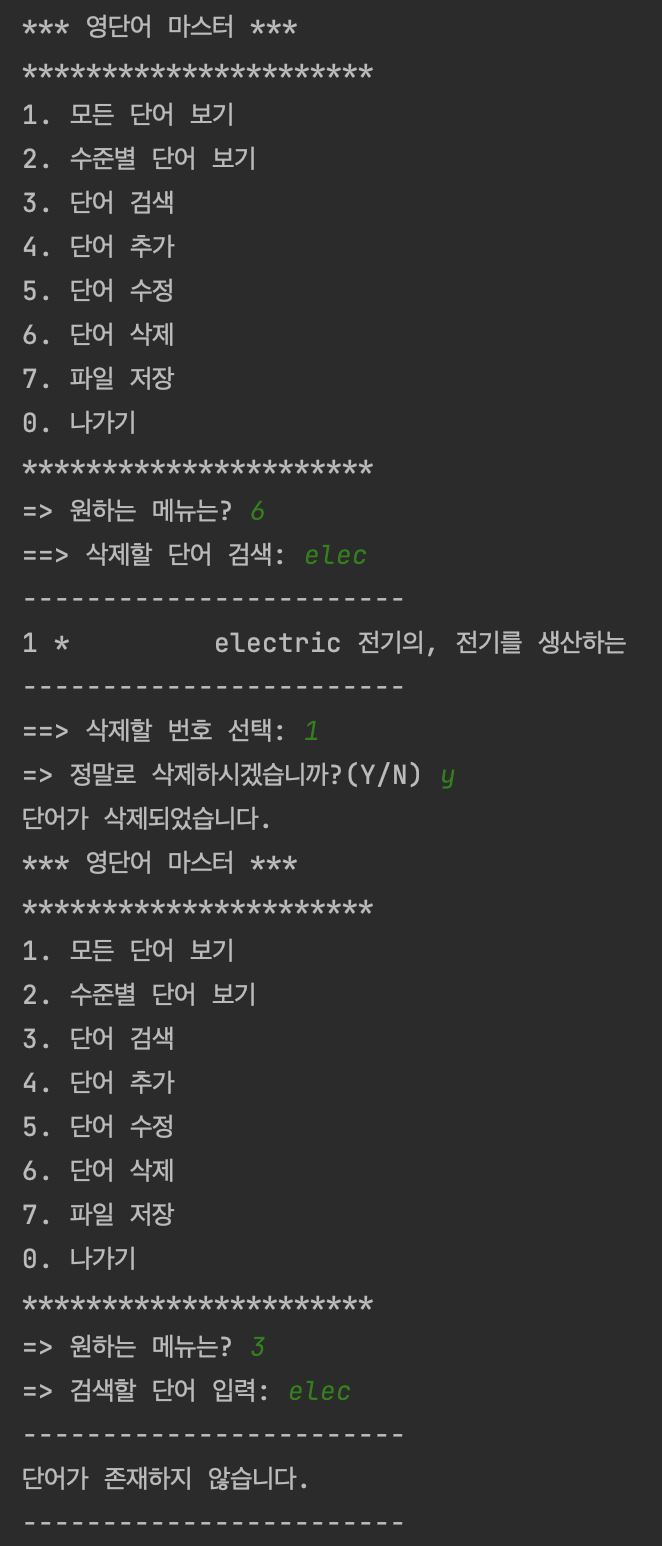 *** 영단어 마스터 ***
**********************
1. 모든 단어 보기
2. 수준별 단어 보기
3. 단어 검색
4. 단어 추가
5. 단어 수정
6. 단어 삭제
7. 파일 저장
0. 나가기
**********************
=> 원하는 메뉴는? 6
==> 삭제할 단어 검색: elec
------------------------
1 *         electric 전기의, 전기를 생산하는
------------------------
==> 삭제할 번호 선택: 1
=> 정말로 삭제하시겠습니까?(Y/N) y
단어가 삭제되었습니다.
*** 영단어 마스터 ***
**********************
1. 모든 단어 보기
2. 수준별 단어 보기
3. 단어 검색
4. 단어 추가
5. 단어 수정
6. 단어 삭제
7. 파일 저장
0. 나가기
**********************
=> 원하는 메뉴는? 3
=> 검색할 단어 입력: elec
------------------------
단어가 존재하지 않습니다.
------------------------